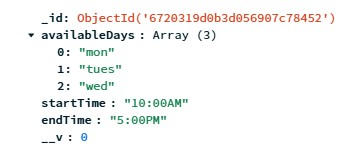 _id: ObjectId('6720319d0b3d056907c78452')
availableDays: Array (3)
0: "mon"
1: "tues"
2: "wed"
startTime: "10:00AM"
endTime: "5:00PM"
__v: 0